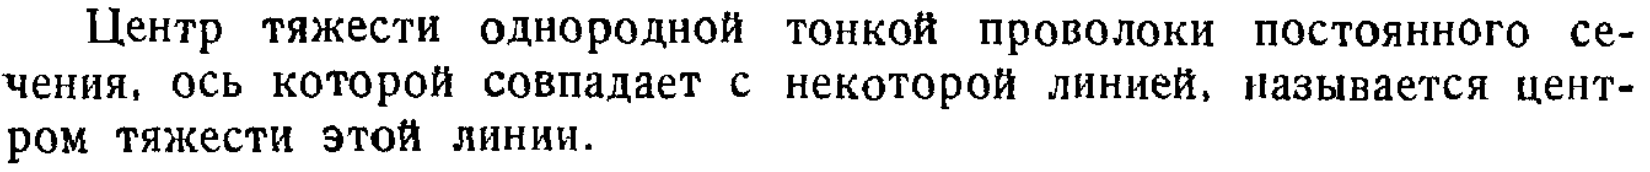 Центр тяжести однородной тонкой проволоки постоянного се-
чения, ось которой совпадает с некоторой линией, называется цент-
ром тяжести этой линии.